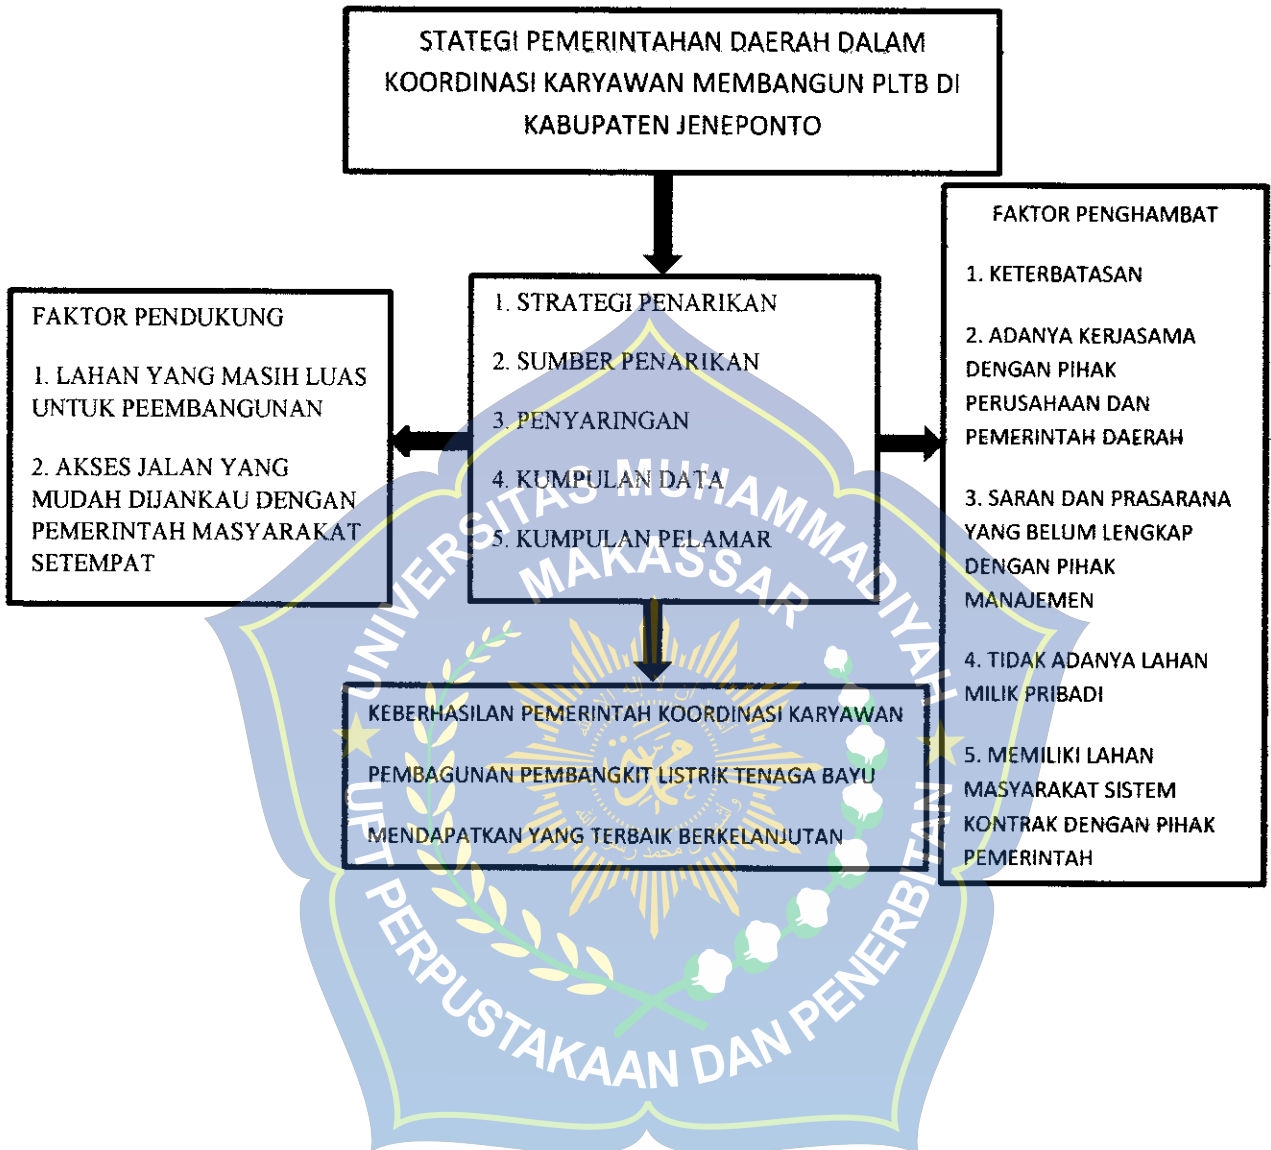 STATEGI PEMERINTAHAN DAERAH DALAM
KOORDINASI KARYAWAN MEMBANGUN PLTB DI
KABUPATEN JENEPONTO
FAKTOR PENDUKUNG
1. LAHAN YANG MASIH LUAS
UNTUK PEEMBANGUNAN
2. AKSES JALAN YANG
MUDAH DIJANKAU DENGAN
PEMERINTAH MASYARAKAT
SETEMPAT
1. STRATEGI PENARIKAN
2. SUMBER PENARIKAN
3. PENYARINGAN
4. KUMPULAN DATA
5. KUMPULAN PELAMAR
FAKTOR PENGHAMBAT
1. KETERBATASAN
2. ADANYA KERJASAMA
DENGAN PIHAK
PERUSAHAAN DAN
PEMERINTAH DAERAH
3. SARAN DAN PRASARANA
YANG BELUM LENGKAP
DENGAN PIHAK
MANAJEMEN
4. TIDAK ADANYA LAHAN
MILIK PRIBADI
5. MEMILIKI LAHAN
MASYARAKAT SISTEM
KONTRAK DENGAN PIHAK
PEMERINTAH
KEBERHASILAN PEMERINTAH KOORDINASI KARYAWAN
PEMBAGUNAN PEMBANGKIT LISTRIK TENAGA BAYU
MENDAPATKAN YANG TERBAIK BERKELANJUTAN
UNIVERSITAS MUHAMMADIYAH
MAKASSAR
UPT PERPUSTAKAAN DAN PENERBITAN